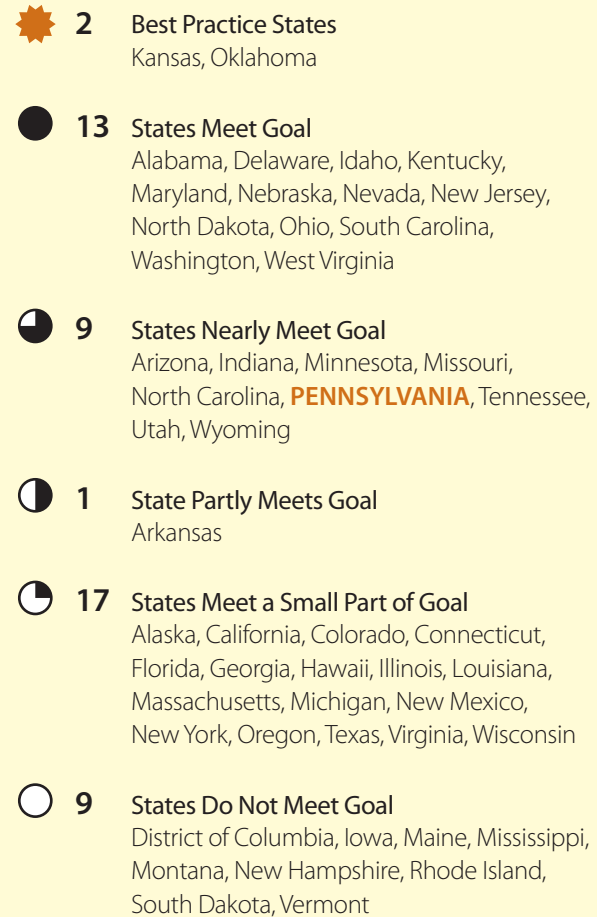 2 Best Practice States
Kansas, Oklahoma
13 States Meet Goal
Alabama, Delaware, Idaho, Kentucky,
Maryland, Nebraska, Nevada, New Jersey,
North Dakota, Ohio, South Carolina,
Washington, West Virginia
9 States Nearly Meet Goal
Arizona, Indiana, Minnesota, Missouri,
North Carolina, PENNSYLVANIA, Tennessee,
Utah, Wyoming
1 State Partly Meets Goal
Arkansas
17 States Meet a Small Part of Goal
Alaska, California, Colorado, Connecticut,
Florida, Georgia, Hawaii, Illinois, Louisiana,
Massachusetts, Michigan, New Mexico,
New York, Oregon, Texas, Virginia, Wisconsin
9 States Do Not Meet Goal
District of Columbia, Iowa, Maine, Mississippi,
Montana, New Hampshire, Rhode Island,
South Dakota, Vermont